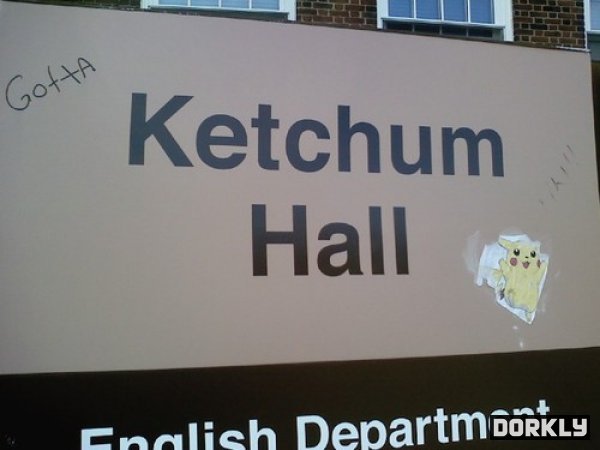 GottA
Ketchum
Hall
English Department
DORKLY